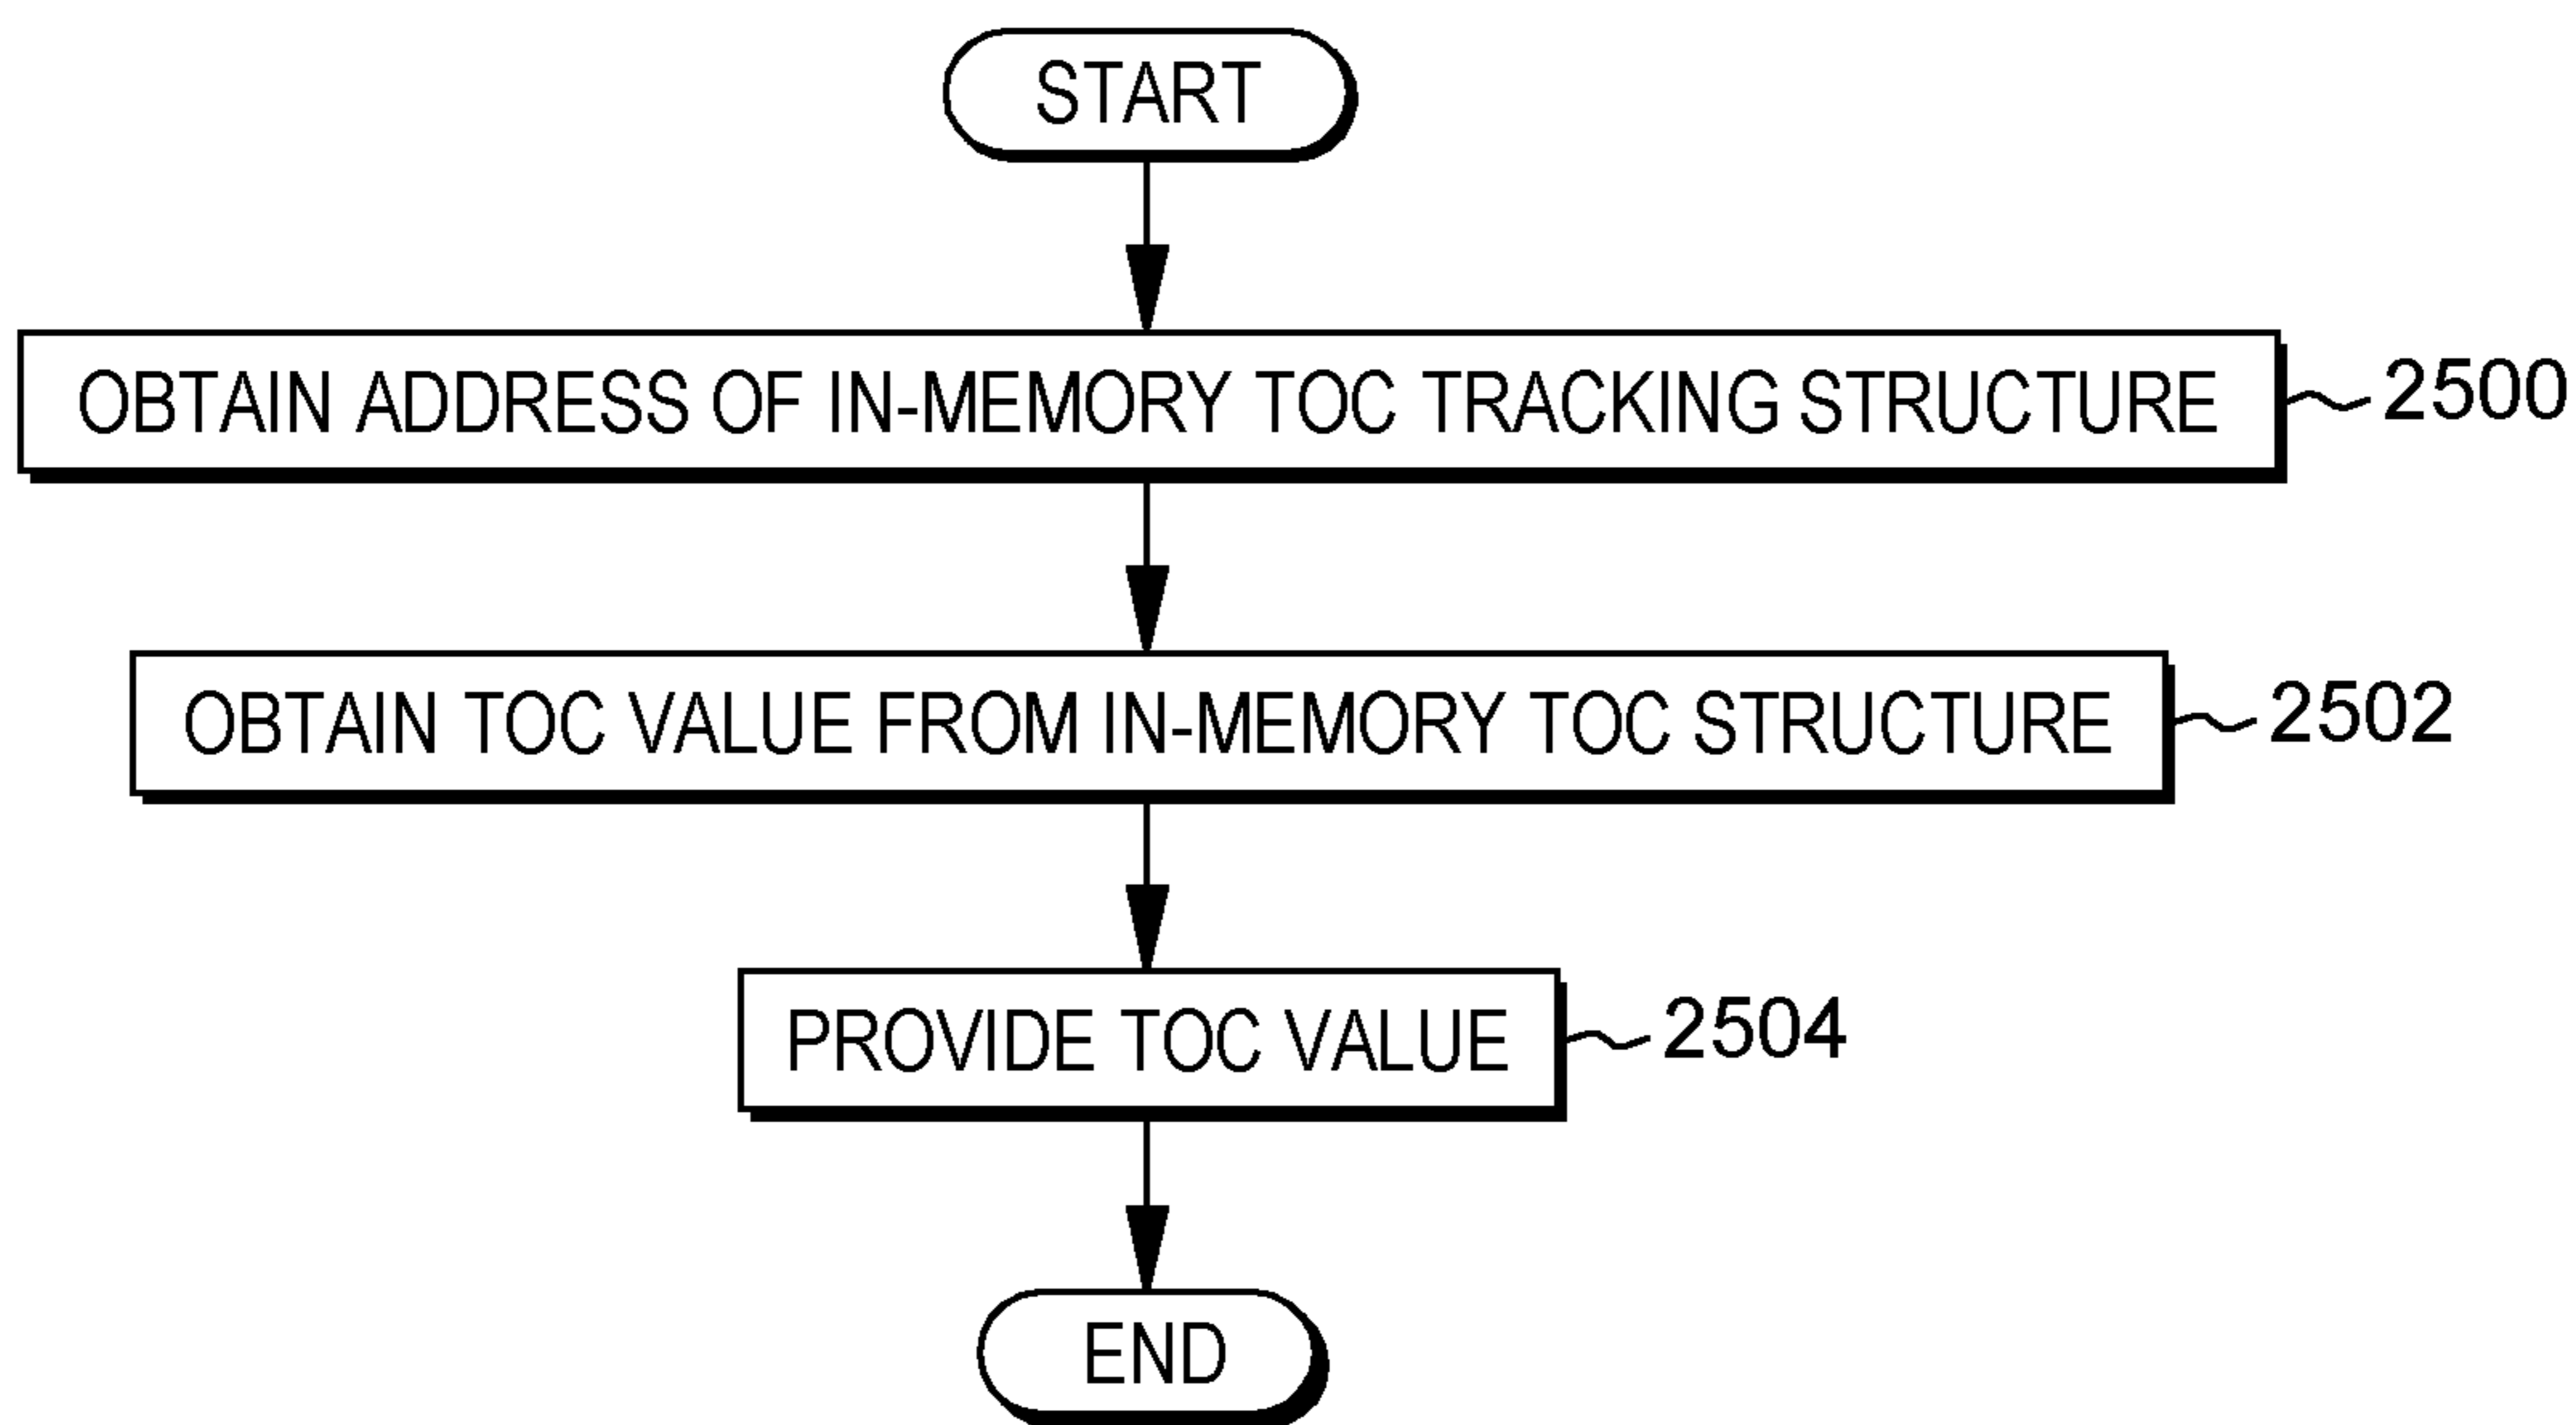 START
OBTAIN ADDRESS OF IN-MEMORY TOC TRACKING STRUCTURE 2500
OBTAIN TOC VALUE FROM IN-MEMORY TOC STRUCTURE 2502
PROVIDE TOC VALUE 2504
END